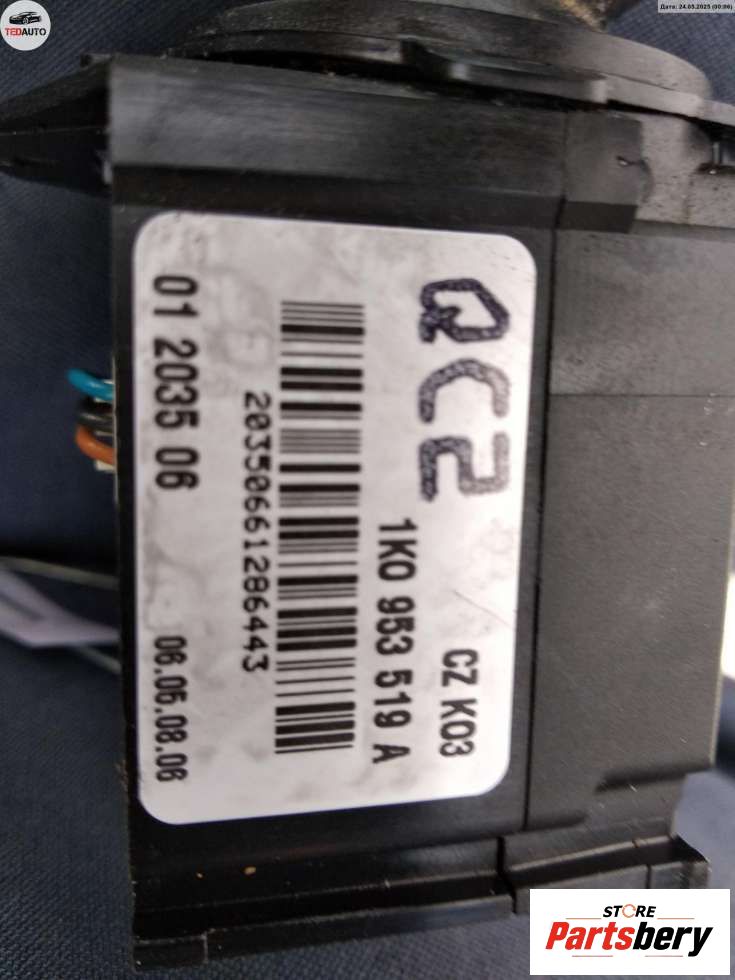 TEDAUTO
Дата: 24.05.2025 (00:06)
QC2
CZ K03
1K0 953 519 A
20350661286443
01 2035 06
06.05.08.06
STORE
Partsbery